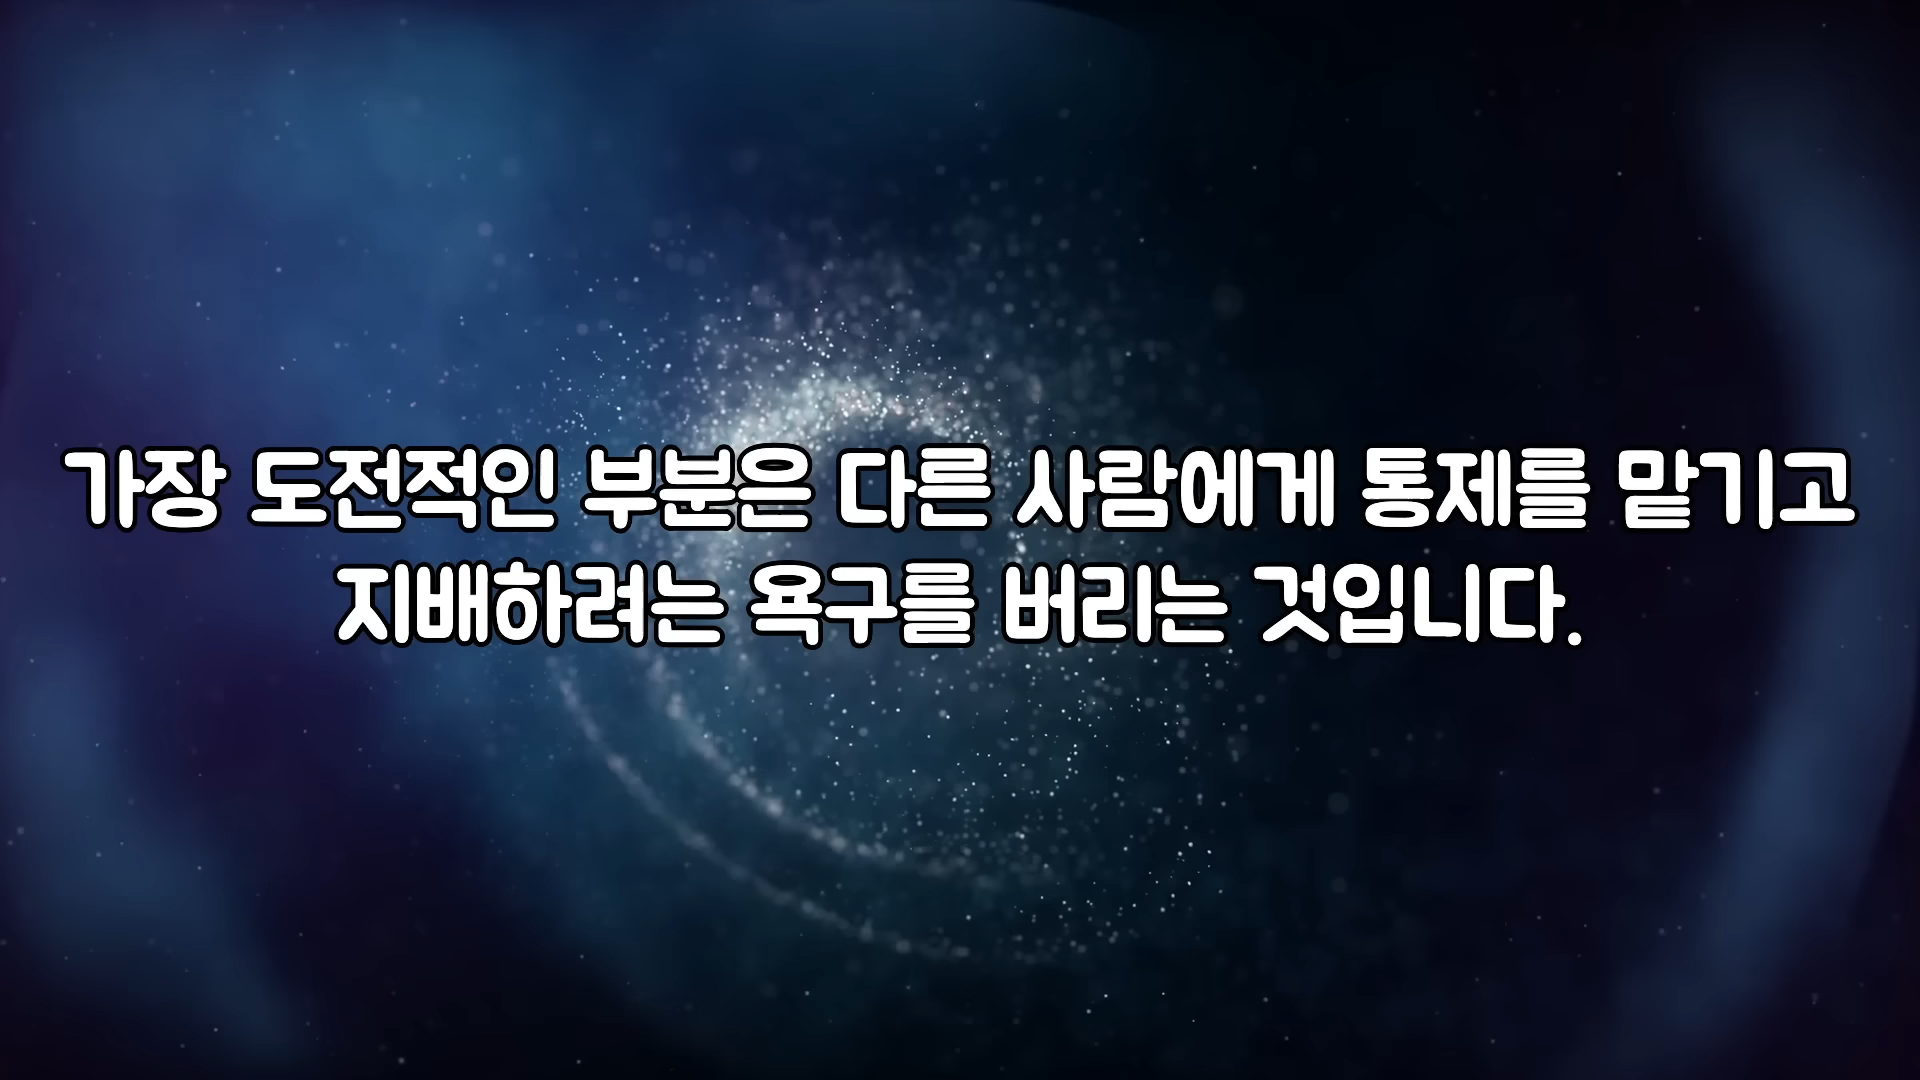 가장 도전적인 부분은 다른 사람에게 통제를 맡기고
지배하려는 욕구를 버리는 것입니다.